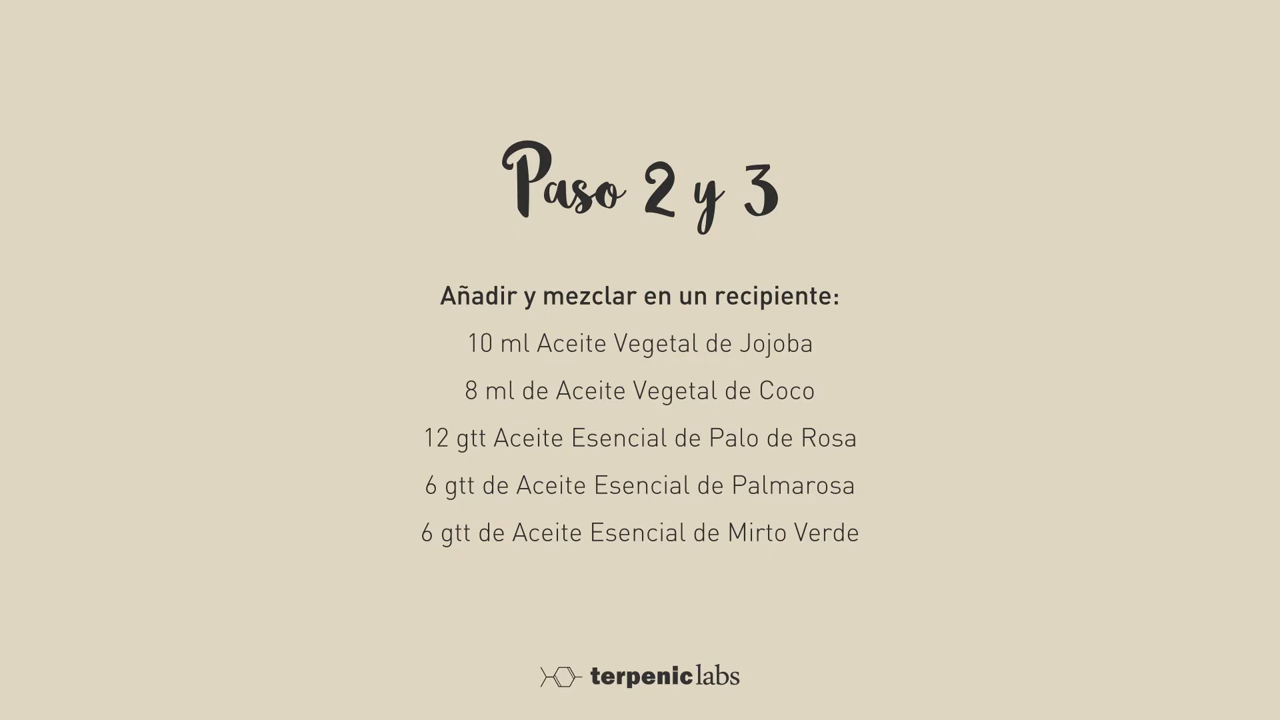 Paso 2 y 3
Añadir y mezclar en un recipiente:
10 ml Aceite Vegetal de Jojoba
8 ml de Aceite Vegetal de Coco
12 gtt Aceite Esencial de Palo de Rosa
6 gtt de Aceite Esencial de Palmarosa
6 gtt de Aceite Esencial de Mirto Verde
terpenic labs